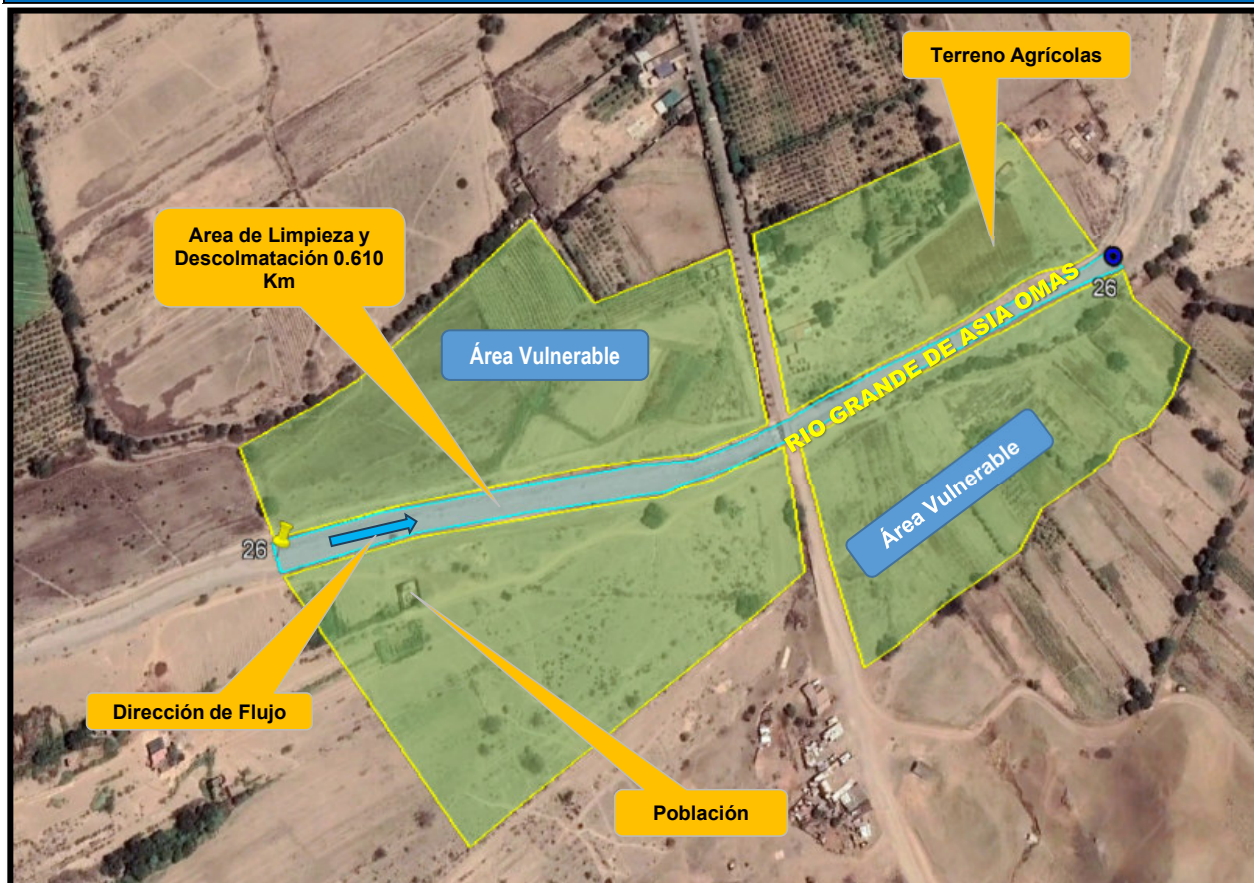 Terreno Agrícolas
Area de Limpieza y
Descolmatación 0.610
Km
Área Vulnerable
26
RIO GRANDE DE ASIA OMAS
Área Vulnerable
26
Dirección de Flujo
Población